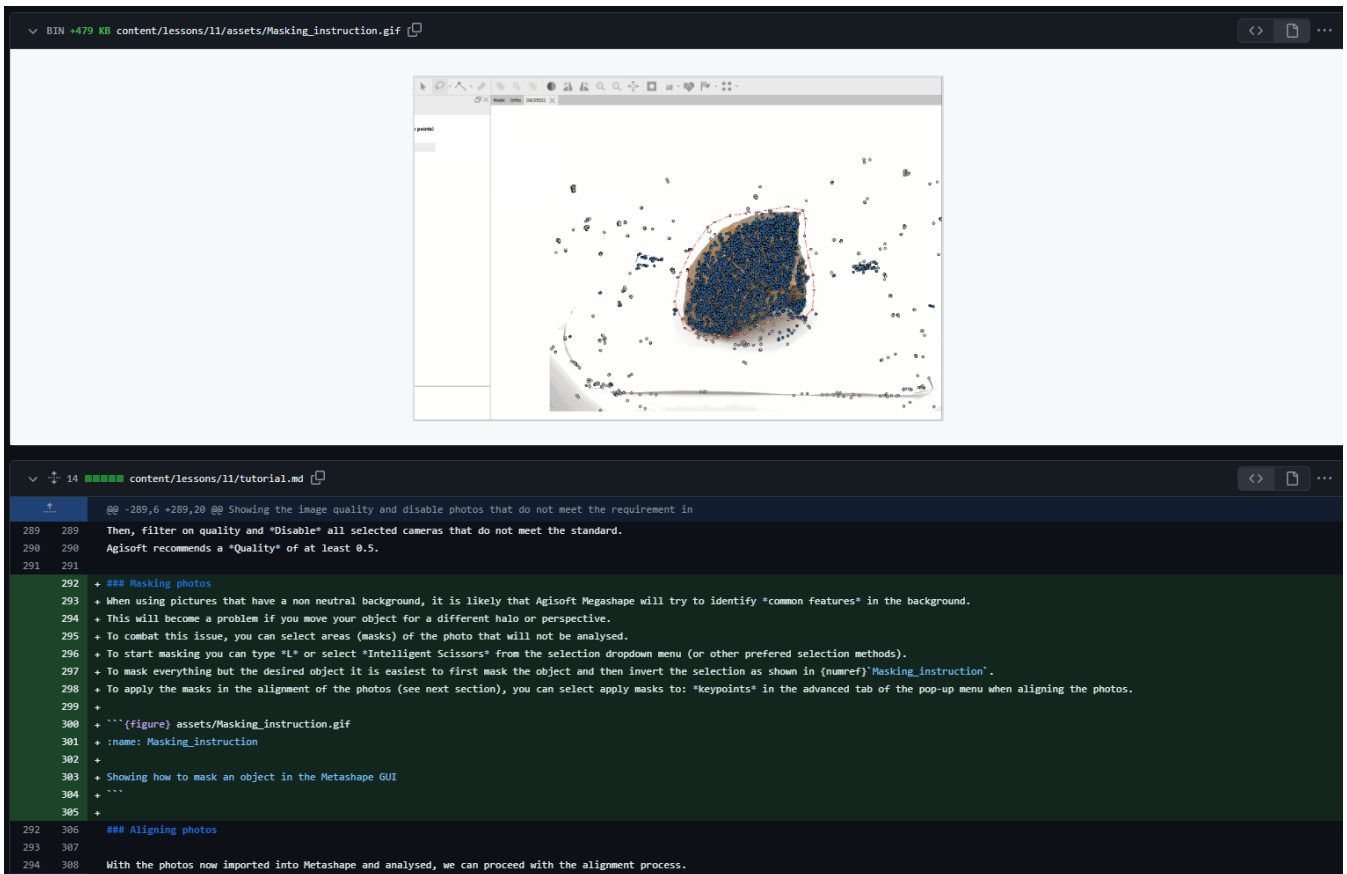 BIN +479 KB content/lessons/l1/assets/Masking_instruction.gif
Model Ortho
points)
14 content/lessons/l1/tutorial.md
@@ -289,6 +289,20 @@ Showing the image quality and disable photos that do not meet the requirement in
289 289 Then, filter on quality and *Disable* all selected cameras that do not meet the standard.
290 290 Agisoft recommends a *Quality* of at least 0.5.
291 291
292 + ### Masking photos
293 + When using pictures that have a non neutral background, it is likely that Agisoft Megashape will try to identify *common features* in the background.
294 + This will become a problem if you move your object for a different halo or perspective.
295 + To combat this issue, you can select areas (masks) of the photo that will not be analysed.
296 + To start masking you can type *L* or select *Intelligent Scissors* from the selection dropdown menu (or other prefered selection methods).
297 + To mask everything but the desired object it is easiest to first mask the object and then invert the selection as shown in {numref}`Masking_instruction`.
298 + To apply the masks in the alignment of the photos (see next section), you can select apply masks to: *keypoints* in the advanced tab of the pop-up menu when aligning the photos.
299 +
300 + ```{figure} assets/Masking_instruction.gif
301 + :name: Masking_instruction
302 +
303 + Showing how to mask an object in the Metashape GUI
304 + ```
305 +
292 306 ### Aligning photos
293 307
294 308 With the photos now imported into Metashape and analysed, we can proceed with the alignment process.